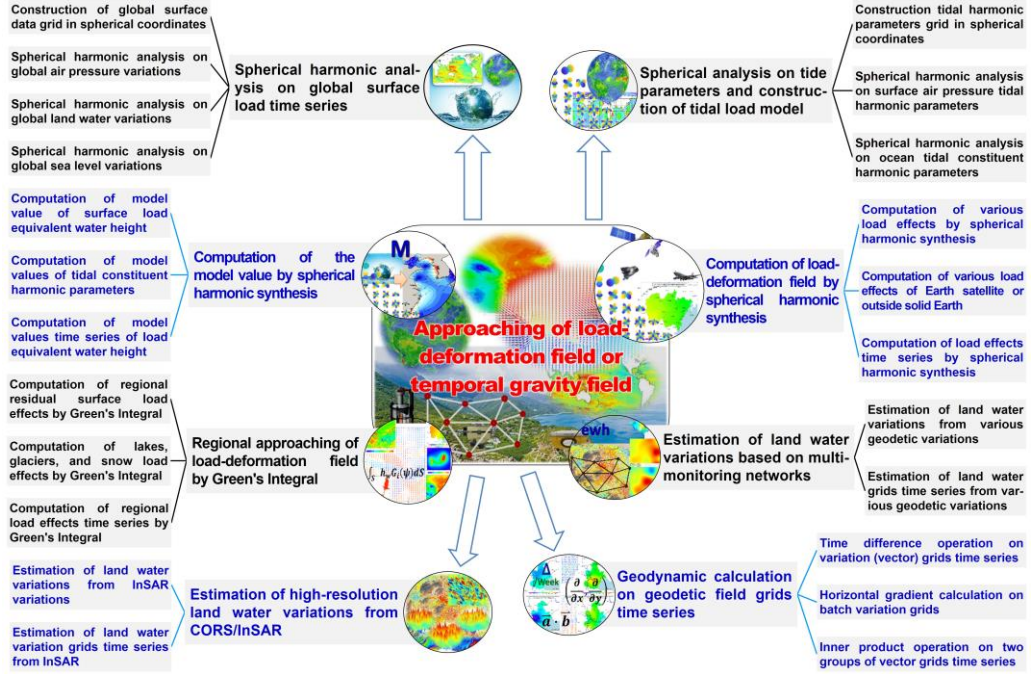 Construction of global surface
data grid in spherical coordinates
Spherical harmonic analysis on
global air pressure variations
Spherical harmonic analysis on
global land water variations
Spherical harmonic analysis on
global sea level variations
Spherical harmonic anal-
ysis on global surface
load time series
Spherical analysis on tide
parameters and construc-
tion of tidal load model
Construction tidal harmonic
parameters grid in spherical
coordinates
Spherical harmonic analysis
on surface air pressure tidal
harmonic parameters
Spherical harmonic analysis
on ocean tidal constituent
harmonic parameters
Computation of model
value of surface load
equivalent water height
Computation of model
values of tidal constituent
harmonic parameters
Computation of model
values time series of load
equivalent water height
Computation of the
model value by spherical
harmonic synthesis
M
Approaching of load-
deformation field or
temporal gravity field
Computation of load-
deformation field by
spherical harmonic
synthesis
Computation of various
load effects by spherical
harmonic synthesis
Computation of various load
effects of Earth satellite or
outside solid Earth
Computation of load effects
time series by spherical
harmonic synthesis
Computation of regional
residual surface load
effects by Green's Integral
Computation of lakes,
glaciers, and snow load
effects by Green's Integral
Computation of regional
load effects time series by
Green's Integral
Regional approaching of
load-deformation field
by Green's Integral
∫S hw Gi(ψ)dS
ewh
Estimation of land water
variations based on multi-
monitoring networks
Estimation of land water
variations from various
geodetic variations
Estimation of land water
grids time series from var-
ious geodetic variations
Estimation of land water
variations from InSAR
variations
Estimation of land water
variation grids time series
from InSAR
Estimation of high-resolution
land water variations from
CORS/InSAR
Δ
Week
(∂/∂x ∂/∂y)
a · b
Geodynamic calculation
on geodetic field grids
time series
Time difference operation on
variation (vector) grids time series
Horizontal gradient calculation on
batch variation grids
Inner product operation on two
groups of vector grids time series